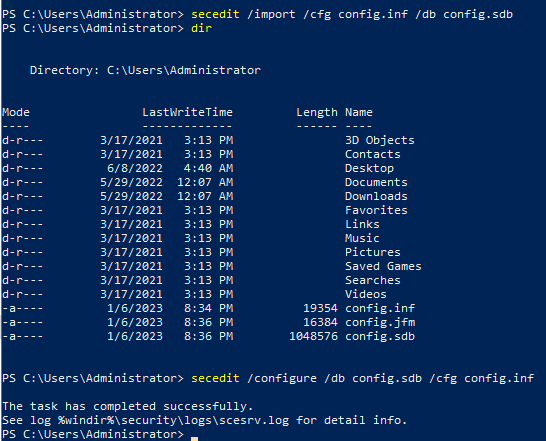 PS C:\Users\Administrator> secedit /import /cfg config.inf /db config.sdb
PS C:\Users\Administrator> dir
Directory: C:\Users\Administrator
Mode LastWriteTime Length Name
---- ------------- ------ ----
d-r--- 3/17/2021 3:13 PM 3D Objects
d-r--- 3/17/2021 3:13 PM Contacts
d-r--- 6/8/2022 4:40 AM Desktop
d-r--- 5/29/2022 12:07 AM Documents
d-r--- 5/29/2022 12:07 AM Downloads
d-r--- 3/17/2021 3:13 PM Favorites
d-r--- 3/17/2021 3:13 PM Links
d-r--- 3/17/2021 3:13 PM Music
d-r--- 3/17/2021 3:13 PM Pictures
d-r--- 3/17/2021 3:13 PM Saved Games
d-r--- 3/17/2021 3:13 PM Searches
d-r--- 3/17/2021 3:13 PM Videos
-a---- 1/6/2023 8:34 PM 19354 config.inf
-a---- 1/6/2023 8:36 PM 16384 config.jfm
-a---- 1/6/2023 8:36 PM 1048576 config.sdb
PS C:\Users\Administrator> secedit /configure /db config.sdb /cfg config.inf
The task has completed successfully.
See log %windir%\security\logs\scesrv.log for detail info.
PS C:\Users\Administrator>